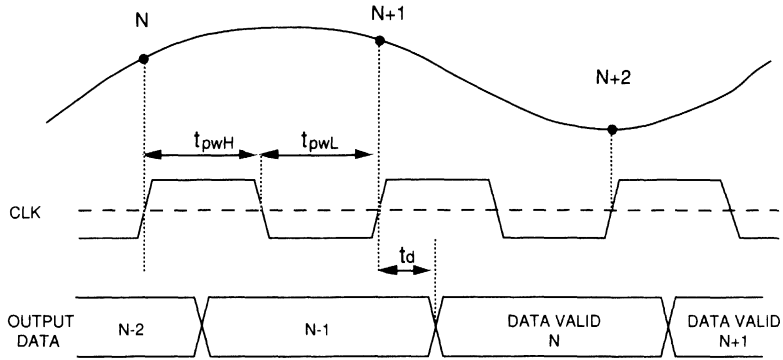 N
N+1
N+2
tpwH
tpwL
CLK
td
OUTPUT
DATA
N-2
N-1
DATA VALID
N
DATA VALID
N+1